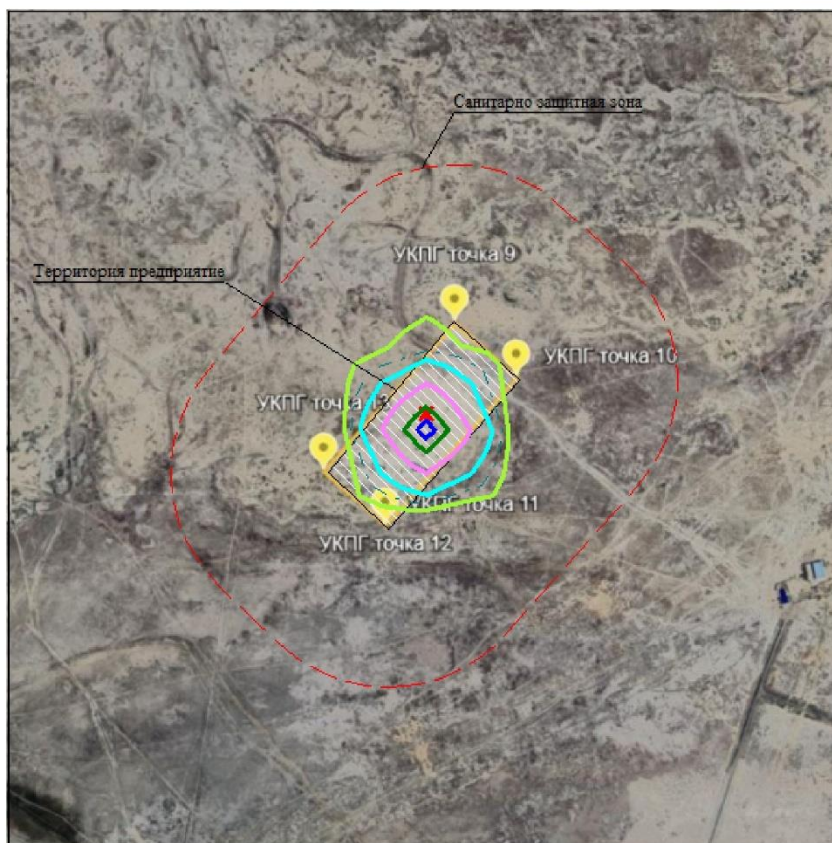 Санитарно защитная зона
УКПГ точка 9
Территория предприятие
УКПГ точка 10
УКПГ точка 13
УКПГ точка 11
УКПГ точка 12